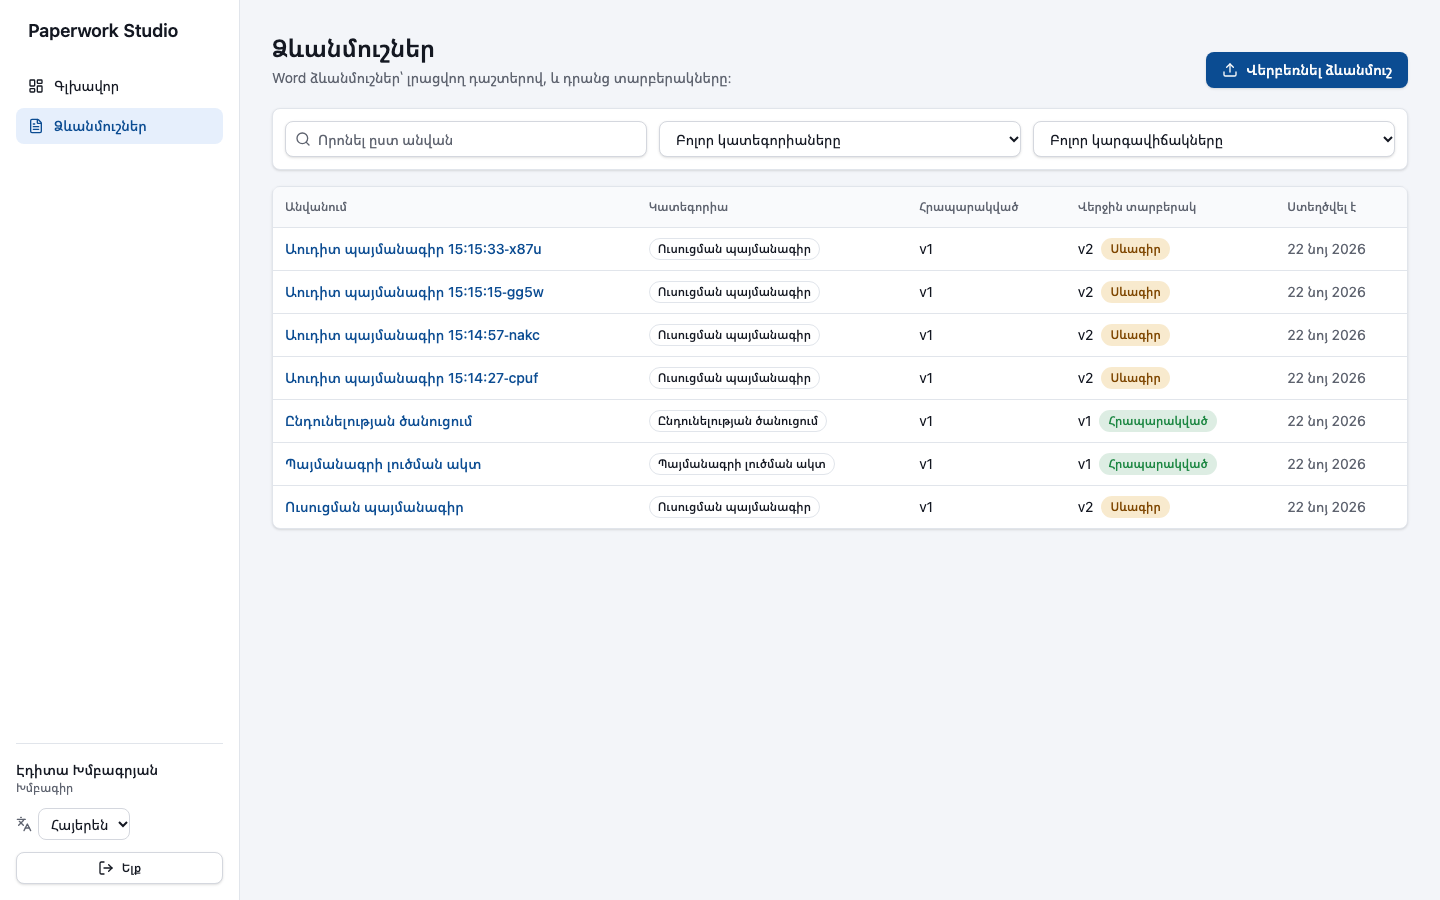 Paperwork Studio
Գլխավոր
Ձևանմուշներ
Էդիտա Խմբագրյան
Խմբագիր
Հայերեն
Ելք
Ձևանմուշներ
Word ձևանմուշներ՝ լրացվող դաշտերով, և դրանց տարբերակները։
Վերբեռնել ձևանմուշ
Որոնել ըստ անվան
Բոլոր կատեգորիաները
Բոլոր կարգավիճակները
Անվանում Կատեգորիա Հրապարակված Վերջին տարբերակ Ստեղծվել է
Աուդիտ պայմանագիր 15:15:33-x87u Ուսուցման պայմանագիր v1 v2 Սևագիր 22 նոյ 2026
Աուդիտ պայմանագիր 15:15:15-gg5w Ուսուցման պայմանագիր v1 v2 Սևագիր 22 նոյ 2026
Աուդիտ պայմանագիր 15:14:57-nakc Ուսուցման պայմանագիր v1 v2 Սևագիր 22 նոյ 2026
Աուդիտ պայմանագիր 15:14:27-cpuf Ուսուցման պայմանագիր v1 v2 Սևագիր 22 նոյ 2026
Ընդունելության ծանուցում Ընդունելության ծանուցում v1 v1 Հրապարակված 22 նոյ 2026
Պայմանագրի լուծման ակտ Պայմանագրի լուծման ակտ v1 v1 Հրապարակված 22 նոյ 2026
Ուսուցման պայմանագիր Ուսուցման պայմանագիր v1 v2 Սևագիր 22 նոյ 2026